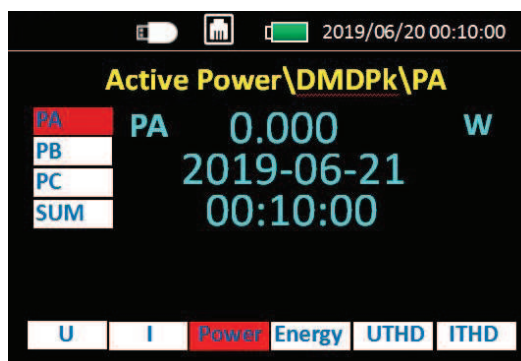 2019/06/20 00:10:00
Active Power\DMDPk\PA
PA
PB
PC
SUM
PA 0.000 W
2019-06-21
00:10:00
U I Power Energy UTHD ITHD